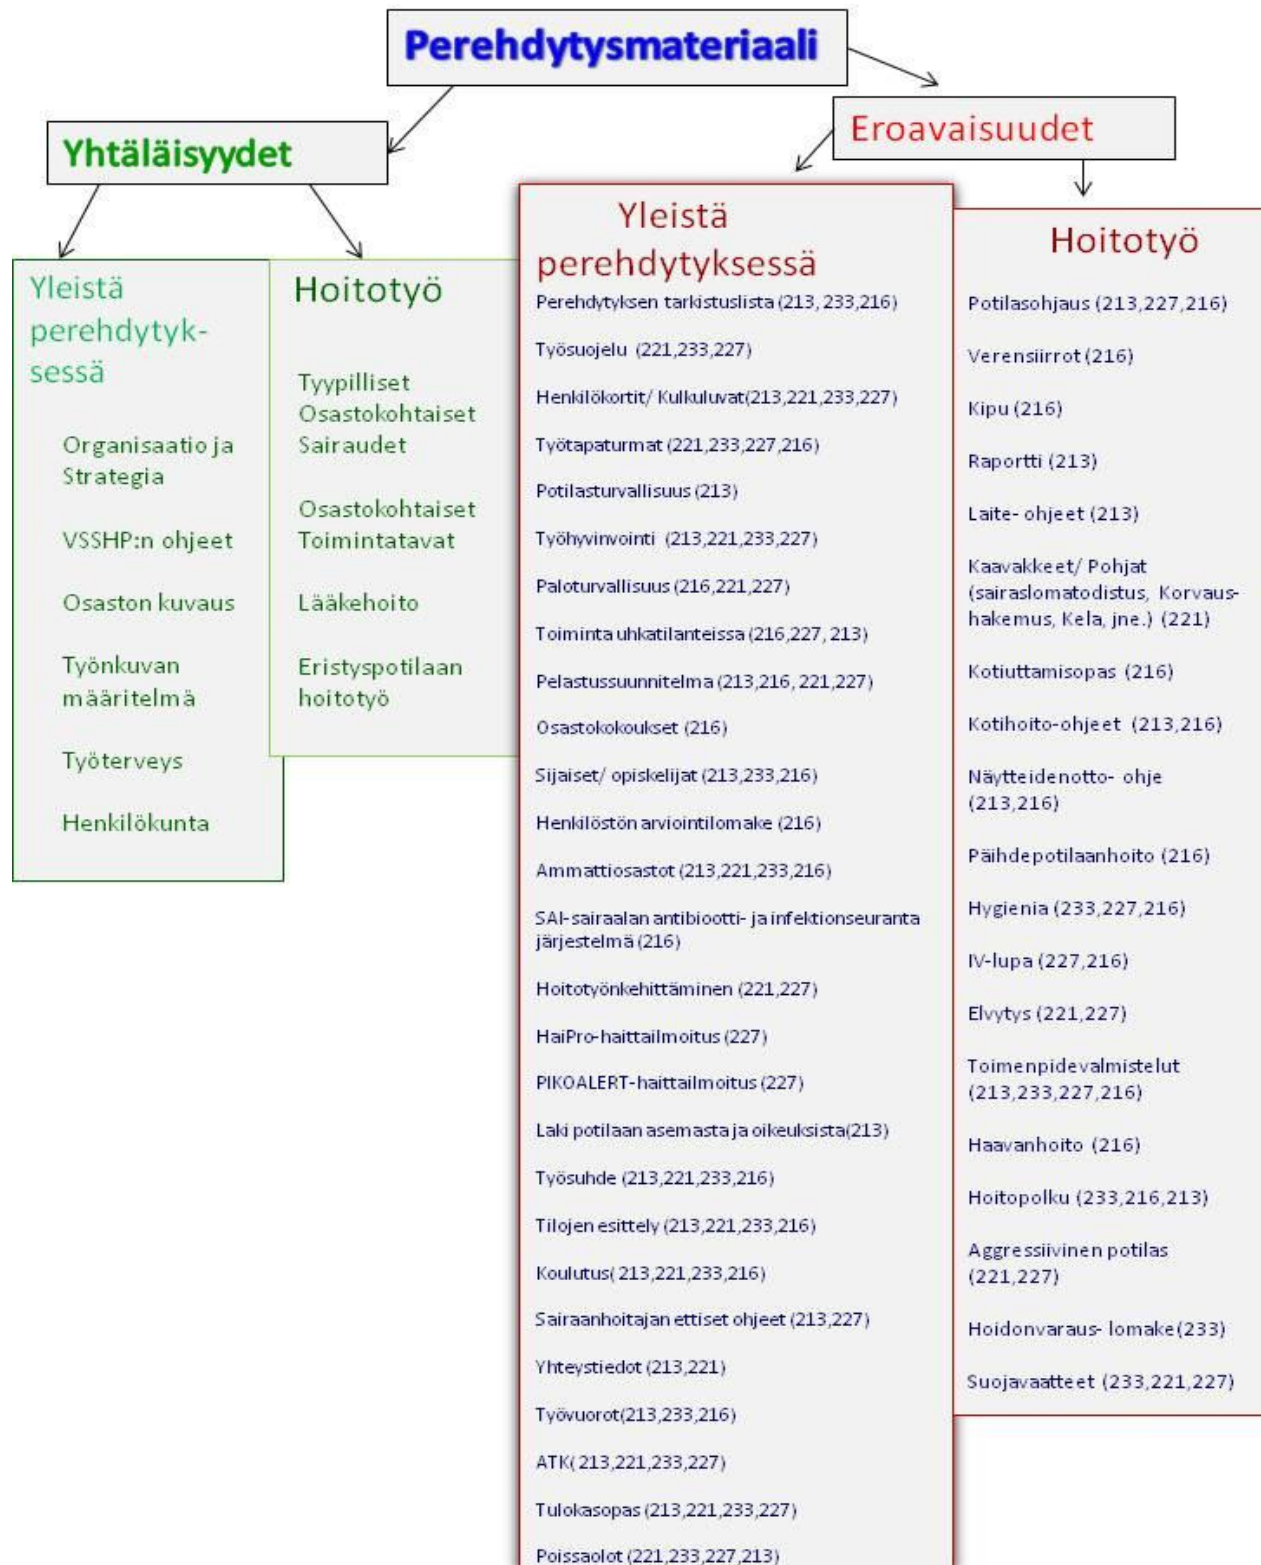 Perehdytysmateriaali
Yhtäläisyydet
Eroavaisuudet
Yleistä
perehdytyk-
sessä
Organisaatio ja
Strategia
VSSHP:n ohjeet
Osaston kuvaus
Työnkuvan
määritelmä
Työterveys
Henkilökunta
Hoitotyö
Tyypilliset
Osastokohtaiset
Sairaudet
Osastokohtaiset
Toimintatavat
Lääkehoito
Eristyspotilaan
hoitotyö
Yleistä
perehdytyksessä
Perehdytyksen tarkistuslista (213, 233,216)
Työsuojelu (221,233,227)
Henkilökortit/ Kulkuluvat(213,221,233,227)
Työtapaturmat (221,233,227,216)
Potilasturvallisuus (213)
Työhyvinvointi (213,221,233,227)
Paloturvallisuus (216,221,227)
Toiminta uhkatilanteissa (216,227, 213)
Pelastussuunnitelma (213,216, 221,227)
Osastokokoukset (216)
Sijaiset/ opiskelijat (213,233,216)
Henkilöstön arviointilomake (216)
Ammattiosastot (213,221,233,216)
SAI-sairaalan antibiootti- ja infektionseuranta
järjestelmä (216)
Hoitotyönkehittäminen (221,227)
HaiPro-haittailmoitus (227)
PIKOALERT-haittailmoitus (227)
Laki potilaan asemasta ja oikeuksista(213)
Työsuhde (213,221,233,216)
Tilojen esittely (213,221,233,216)
Koulutus( 213,221,233,216)
Sairaanhoitajan ettiset ohjeet (213,227)
Yhteystiedot (213,221)
Työvuorot(213,233,216)
ATK( 213,221,233,227)
Tulokasopas (213,221,233,227)
Poissaolot (221,233,227,213)
Hoitotyö
Potilasohjaus (213,227,216)
Verensiirrot (216)
Kipu (216)
Raportti (213)
Laite- ohjeet (213)
Kaavakkeet/ Pohjat
(sairaslomatodistus, Korvaus-
hakemus, Kela, jne.) (221)
Kotiuttamisopas (216)
Kotihoito-ohjeet (213,216)
Näytteidenotto- ohje
(213,216)
Päihdepotilaanhoito (216)
Hygienia (233,227,216)
IV-lupa (227,216)
Elvytys (221,227)
Toimenpidevalmistelut
(213,233,227,216)
Haavanhoito (216)
Hoitopolku (233,216,213)
Aggressiivinen potilas
(221,227)
Hoidonvaraus- lomake(233)
Suojavaatteet (233,221,227)